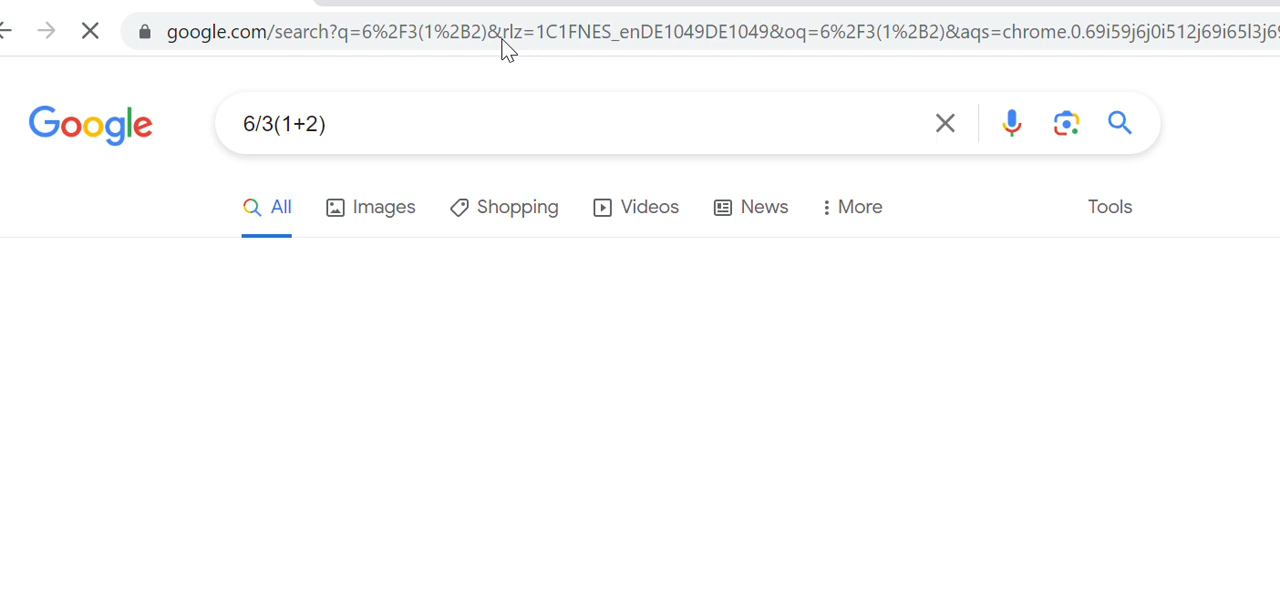 google.com/search?q=6%2F3(1%2B2)&rlz=1C1FNES_enDE1049DE1049&oq=6%2F3(1%2B2)&aqs=chrome.0.69i59j6j0i512j69i65l3j6
Google
6/3(1+2)
All Images Shopping Videos News More Tools